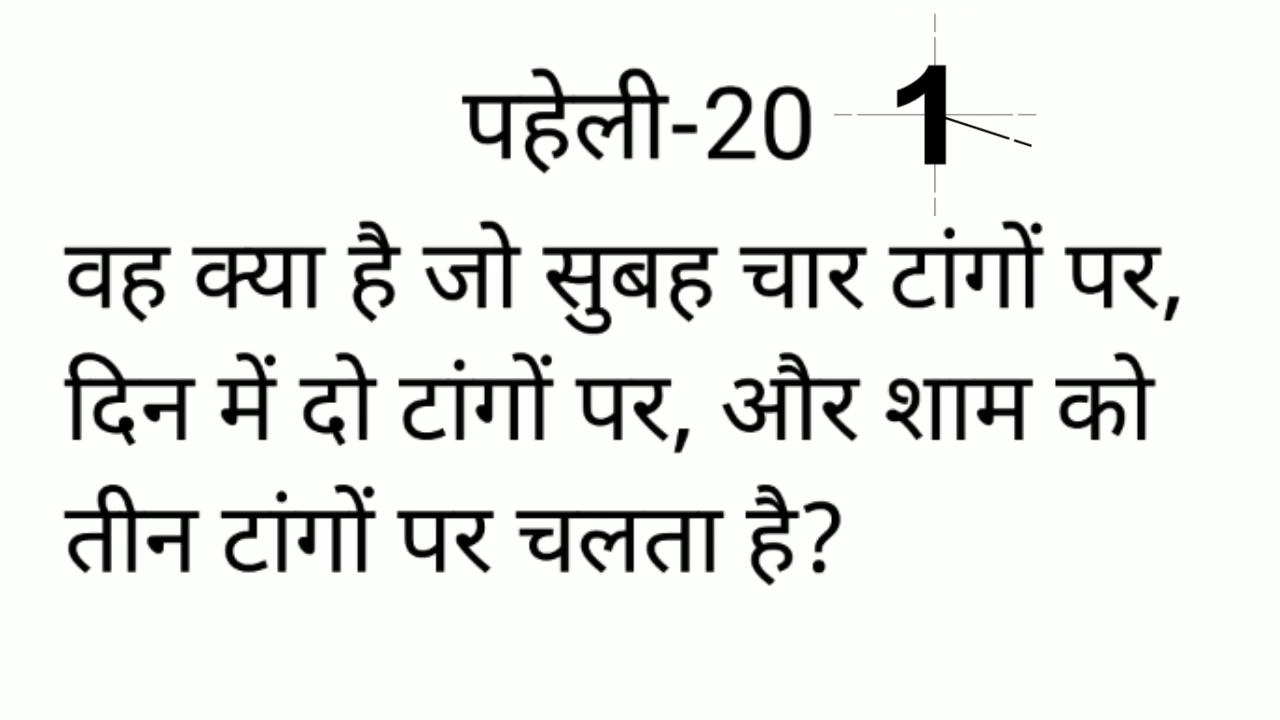 पहेली-20 1
वह क्या है जो सुबह चार टांगों पर,
दिन में दो टांगों पर, और शाम को
तीन टांगों पर चलता है?